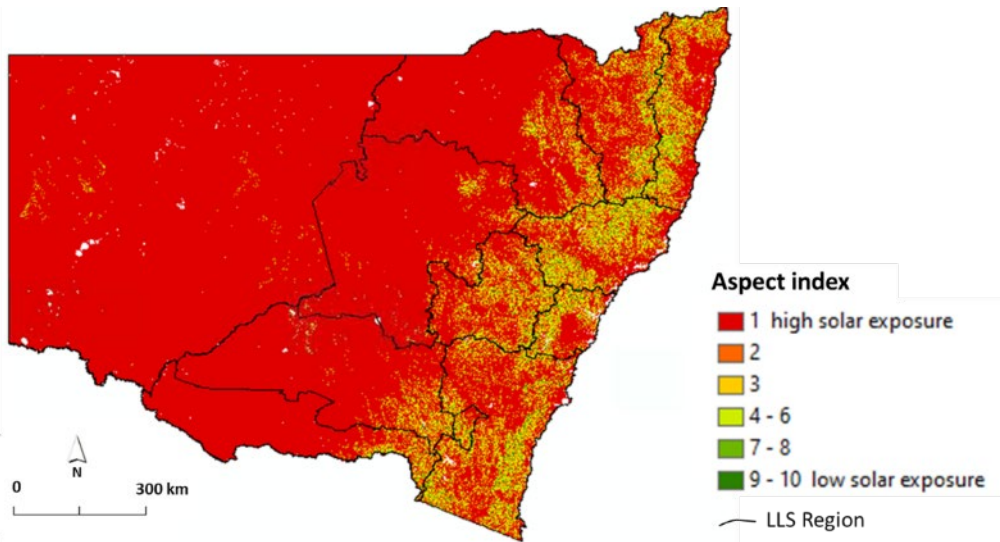 Aspect index
1 high solar exposure
2
3
4 - 6
7 - 8
9 - 10 low solar exposure
LLS Region
N
0 300 km